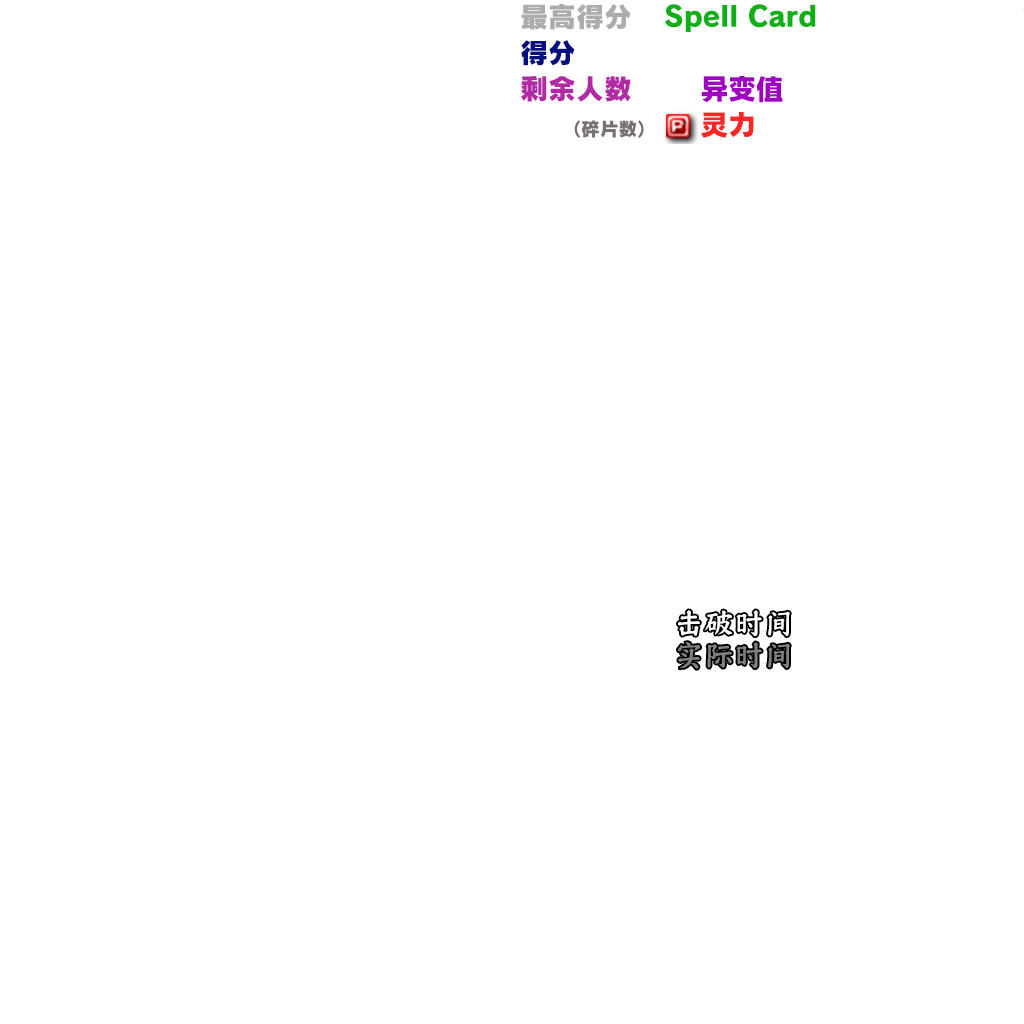 最高得分 Spell Card
得分
剩余人数 异变值
（碎片数） P 灵力
击破时间
实际时间